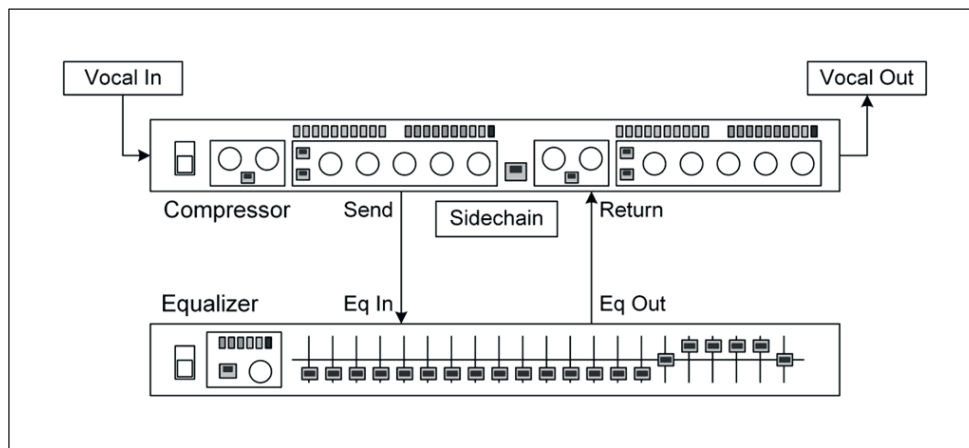 Vocal In
Vocal Out
Compressor
Send
Sidechain
Return
Equalizer
Eq In
Eq Out